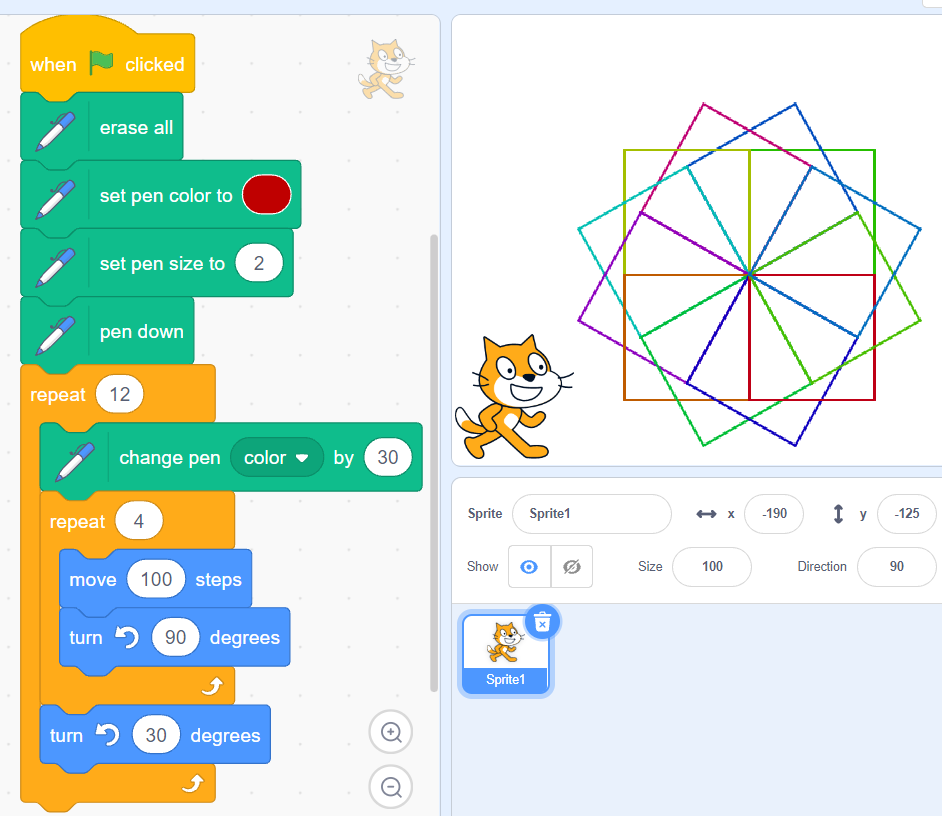 when clicked
erase all
set pen color to
set pen size to 2
pen down
repeat 12
change pen color by 30
repeat 4
move 100 steps
turn 90 degrees
turn 30 degrees
Sprite Sprite1 x -190 y -125
Show Size 100 Direction 90
Sprite1